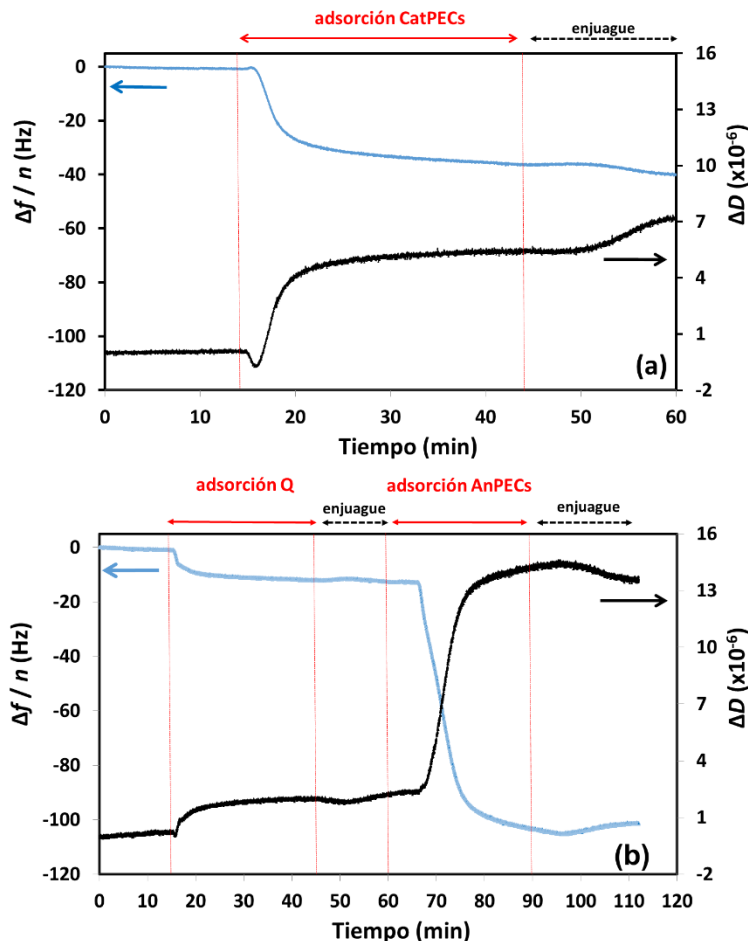 adsorción CatPECs
enjuague
0
-20
-40
-60
-80
-100
-120
Δf / n (Hz)
16
13
10
7
4
1
-2
ΔD (x10-6)
(a)
0 10 20 30 40 50 60
Tiempo (min)
adsorción Q
enjuague
adsorción AnPECs
enjuague
0
-20
-40
-60
-80
-100
-120
Δf / n (Hz)
16
13
10
7
4
1
-2
ΔD (x10-6)
(b)
0 10 20 30 40 50 60 70 80 90 100 110 120
Tiempo (min)